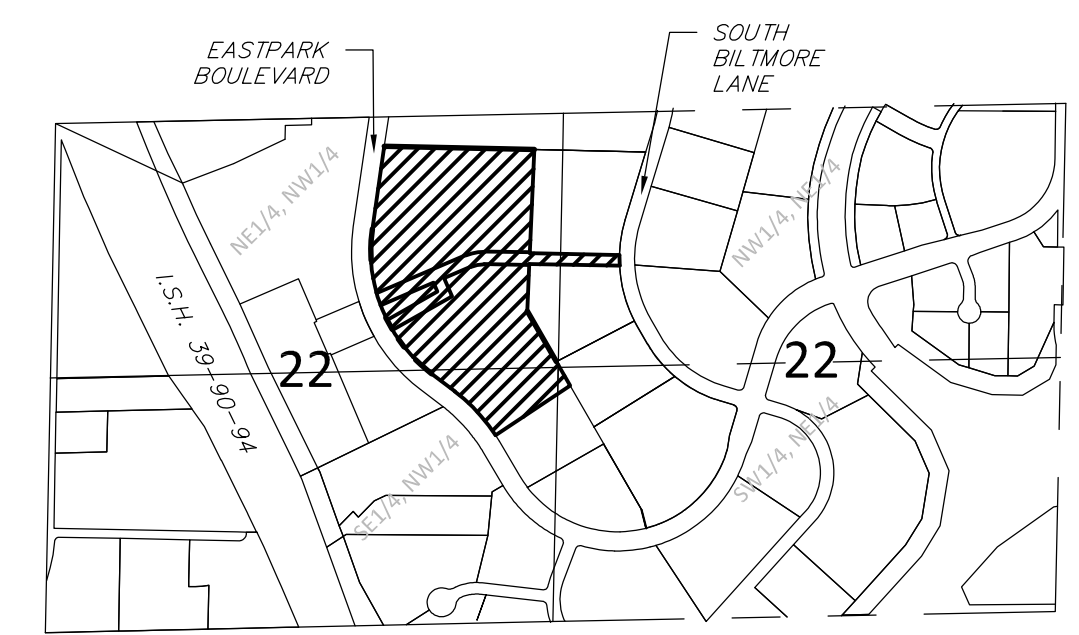 EASTPARK
BOULEVARD
SOUTH
BILTMORE
LANE
NE1/4, NW1/4
NW1/4, NE1/4
I.S.H. 39-90-94
22
22
SE1/4, NW1/4
SW1/4, NE1/4